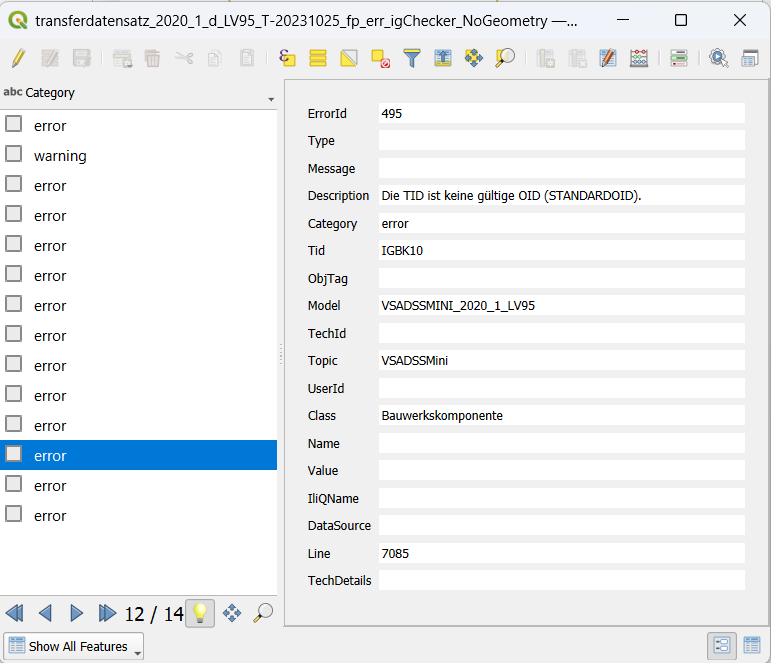 transferdatensatz_2020_1_d_LV95_T-20231025_fp_err_igChecker_NoGeometry —...
abc Category
error
warning
error
error
error
error
error
error
error
error
error
error
error
error
ErrorId 495
Type
Message
Description Die TID ist keine gültige OID (STANDARDOID).
Category error
Tid IGBK10
ObjTag
Model VSADSSMINI_2020_1_LV95
TechId
Topic VSADSSMini
UserId
Class Bauwerkskomponente
Name
Value
IliQName
DataSource
Line 7085
TechDetails
12 / 14
Show All Features